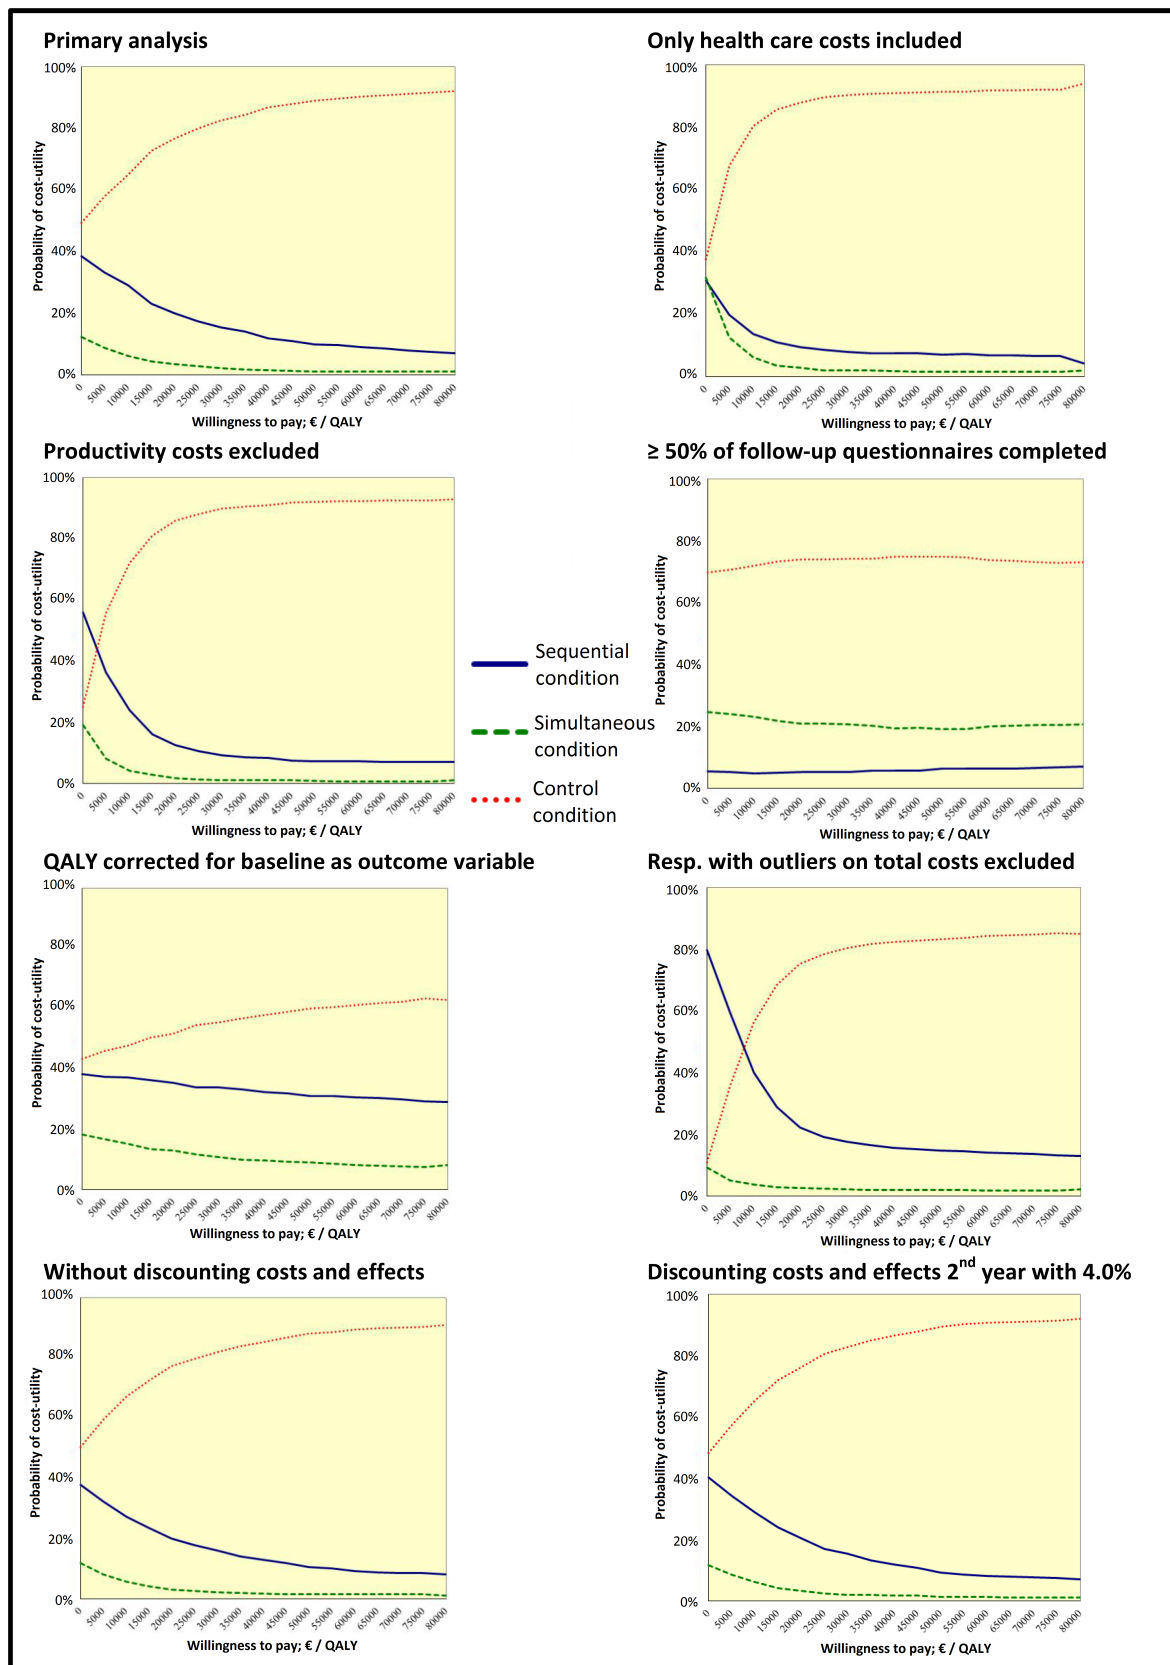 Primary analysis
100%
80%
60%
40%
20%
0%
Probability of cost-utility
0 5000 10000 15000 20000 25000 30000 35000 40000 45000 50000 55000 60000 65000 70000 75000 80000
Willingness to pay; € / QALY
Only health care costs included
100%
80%
60%
40%
20%
0%
Probability of cost-utility
0 5000 10000 15000 20000 25000 30000 35000 40000 45000 50000 55000 60000 65000 70000 75000 80000
Willingness to pay; € / QALY
Productivity costs excluded
100%
80%
60%
40%
20%
0%
Probability of cost-utility
0 5000 10000 15000 20000 25000 30000 35000 40000 45000 50000 55000 60000 65000 70000 75000 80000
Willingness to pay; € / QALY
Sequential
condition
Simultaneous
condition
Control
condition
≥ 50% of follow-up questionnaires completed
100%
80%
60%
40%
20%
0%
Probability of cost-utility
0 5000 10000 15000 20000 25000 30000 35000 40000 45000 50000 55000 60000 65000 70000 75000 80000
Willingness to pay; € / QALY
QALY corrected for baseline as outcome variable
100%
80%
60%
40%
20%
0%
Probability of cost-utility
0 5000 10000 15000 20000 25000 30000 35000 40000 45000 50000 55000 60000 65000 70000 75000 80000
Willingness to pay; € / QALY
Resp. with outliers on total costs excluded
100%
80%
60%
40%
20%
0%
Probability of cost-utility
0 5000 10000 15000 20000 25000 30000 35000 40000 45000 50000 55000 60000 65000 70000 75000 80000
Willingness to pay; € / QALY
Without discounting costs and effects
100%
80%
60%
40%
20%
0%
Probability of cost-utility
0 5000 10000 15000 20000 25000 30000 35000 40000 45000 50000 55000 60000 65000 70000 75000 80000
Willingness to pay; € / QALY
Discounting costs and effects 2nd year with 4.0%
100%
80%
60%
40%
20%
0%
Probability of cost-utility
0 5000 10000 15000 20000 25000 30000 35000 40000 45000 50000 55000 60000 65000 70000 75000 80000
Willingness to pay; € / QALY